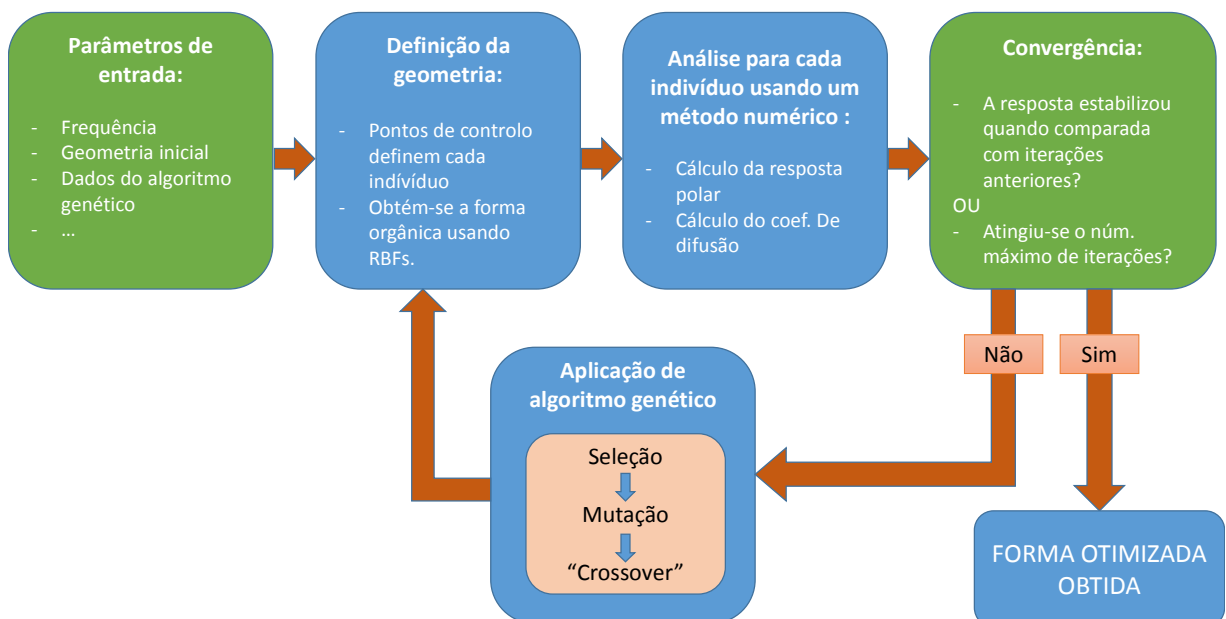 Parâmetros de
entrada:
- Frequência
- Geometria inicial
- Dados do algoritmo
genético
- ...
Definição da
geometria:
- Pontos de controlo
definem cada
indívíduo
- Obtém-se a forma
orgânica usando
RBFs.
Análise para cada
indivíduo usando um
método numérico :
- Cálculo da resposta
polar
- Cálculo do coef. De
difusão
Convergência:
- A resposta estabilizou
quando comparada
com iterações
anteriores?
OU
- Atingiu-se o núm.
máximo de iterações?
Não
Sim
Aplicação de
algoritmo genético
Seleção
Mutação
“Crossover”
FORMA OTIMIZADA
OBTIDA